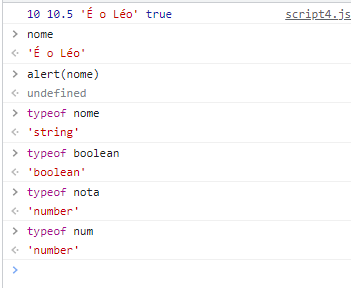 10 10.5 'É o Léo' true script4.js
> nome
<· 'É o Léo'
> alert(nome)
<· undefined
> typeof nome
<· 'string'
> typeof boolean
<· 'boolean'
> typeof nota
<· 'number'
> typeof num
<· 'number'
>